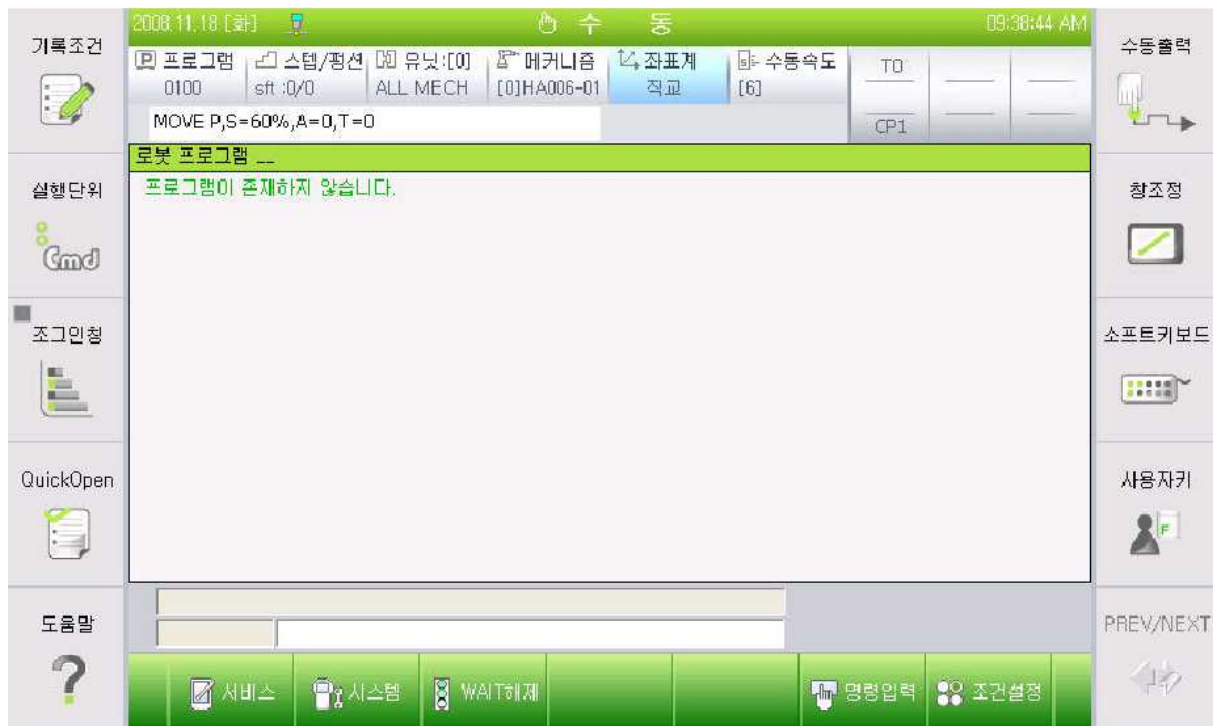 2008.11.18 [화] 수 동 09:38:44 AM
기록조건
프로그램 스텝/펑션 유닛:[0] 메커니즘 좌표계 수동속도
0100 sft :0/0 ALL MECH [0]HA006-01 직교 [6]
T0
CP1
MOVE P,S=60%,A=0,T=0
수동출력
로봇 프로그램 __
프로그램이 존재하지 않습니다.
실행단위
Cmd
창조정
조그인칭
소프트키보드
QuickOpen
사용자키
F
도움말
PREV/NEXT
서비스 시스템 WAIT해제 명령입력 조건설정